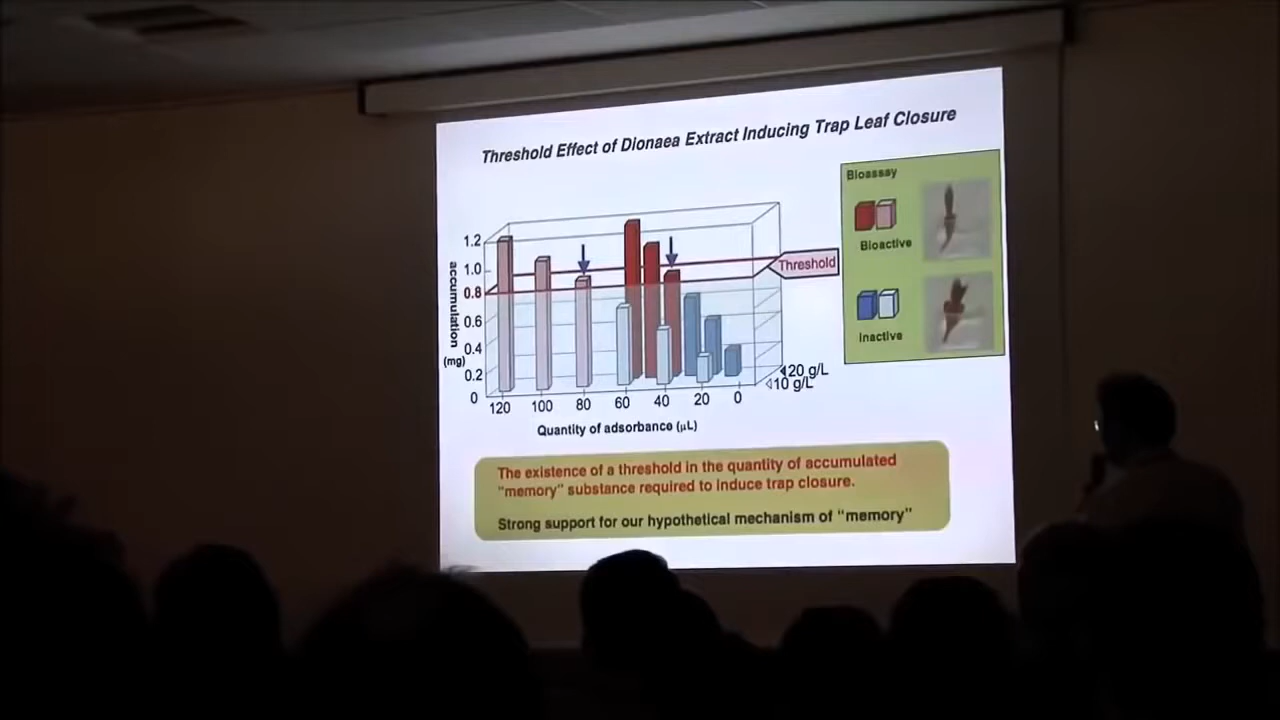 Threshold Effect of Dionaea Extract Inducing Trap Leaf Closure
Bioassay
Bioactive
Inactive
Threshold
accumulation
(mg)
1.2
1.0
0.8
0.6
0.4
0.2
0
120 100 80 60 40 20 0
20 g/L
10 g/L
Quantity of adsorbance (μL)
The existence of a threshold in the quantity of accumulated
“memory” substance required to induce trap closure.
Strong support for our hypothetical mechanism of “memory”